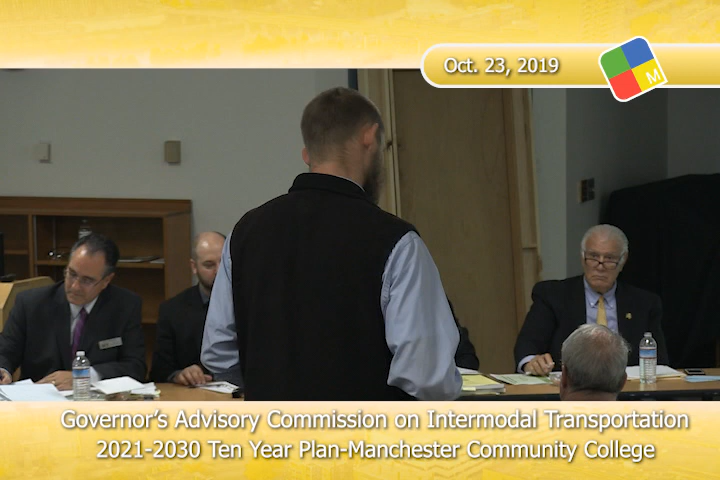 Oct. 23, 2019
M
Governor's Advisory Commission on Intermodal Transportation
2021-2030 Ten Year Plan-Manchester Community College